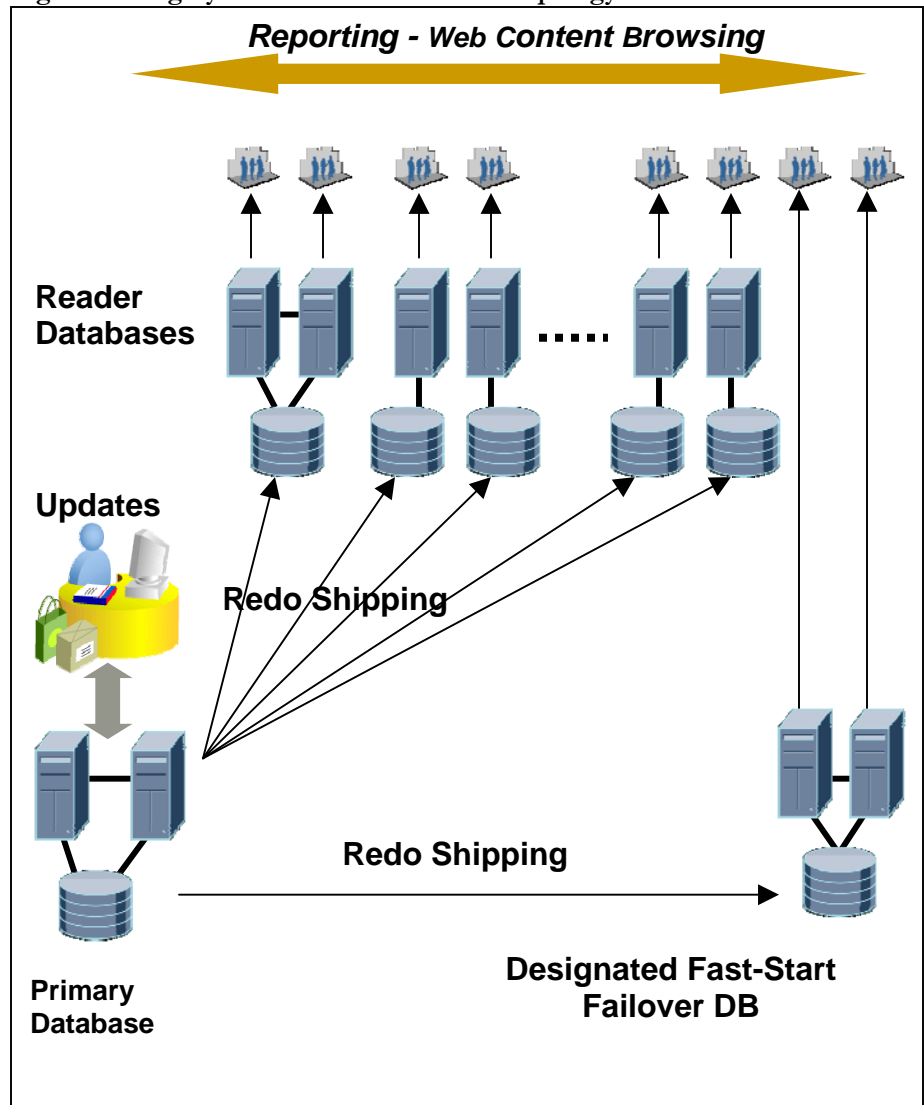 Reporting - Web Content Browsing
Reader
Databases
Updates
Redo Shipping
Redo Shipping
Designated Fast-Start
Failover DB
Primary
Database